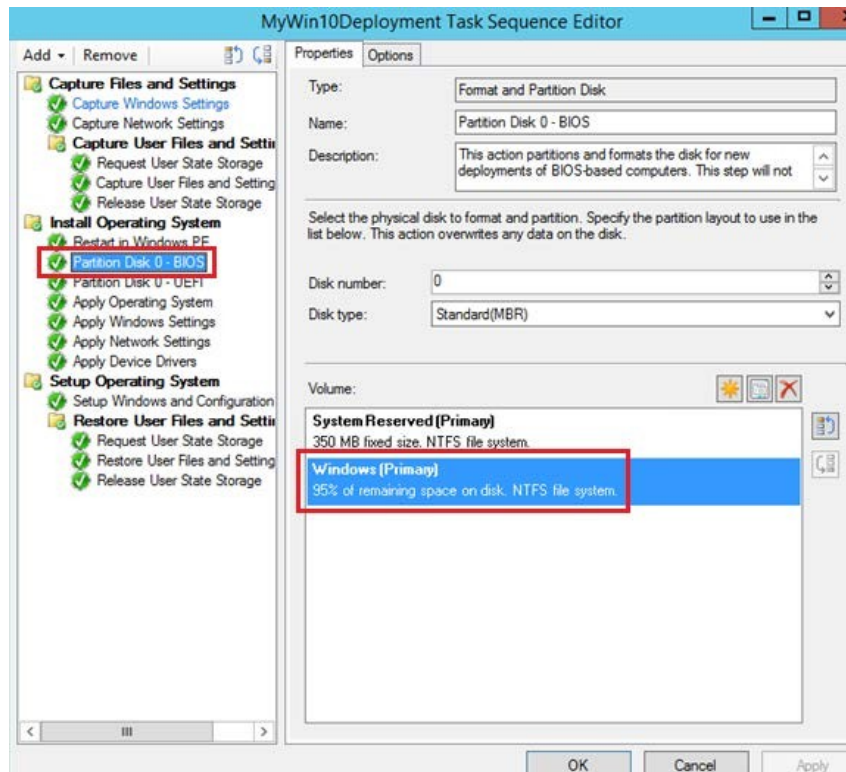 MyWin10Deployment Task Sequence Editor
Add Remove
Capture Files and Settings
Capture Windows Settings
Capture Network Settings
Capture User Files and Settin
Request User State Storage
Capture User Files and Setting
Release User State Storage
Install Operating System
Restart in Windows PE
Partition Disk 0 - BIOS
Partition Disk 0 - UEFI
Apply Operating System
Apply Windows Settings
Apply Network Settings
Apply Device Drivers
Setup Operating System
Setup Windows and Configuration
Restore User Files and Settin
Request User State Storage
Restore User Files and Setting
Release User State Storage
Properties Options
Type: Format and Partition Disk
Name: Partition Disk 0 - BIOS
Description: This action partitions and formats the disk for new
deployments of BIOS-based computers. This step will not
Select the physical disk to format and partition. Specify the partition layout to use in the
list below. This action overwrites any data on the disk.
Disk number: 0
Disk type: Standard(MBR)
Volume:
System Reserved (Primary)
350 MB fixed size. NTFS file system.
Windows (Primary)
95% of remaining space on disk. NTFS file system.
OK Cancel Apply